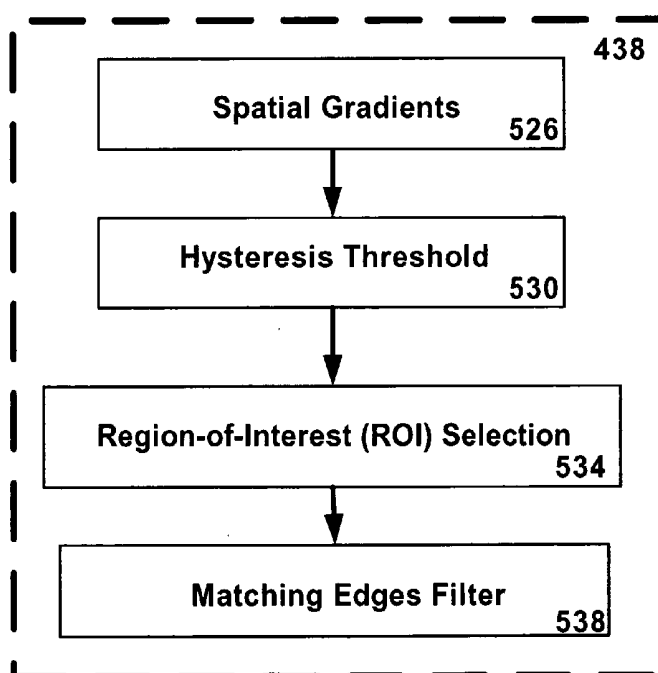 438
Spatial Gradients
526
Hysteresis Threshold
530
Region-of-Interest (ROI) Selection
534
Matching Edges Filter
538